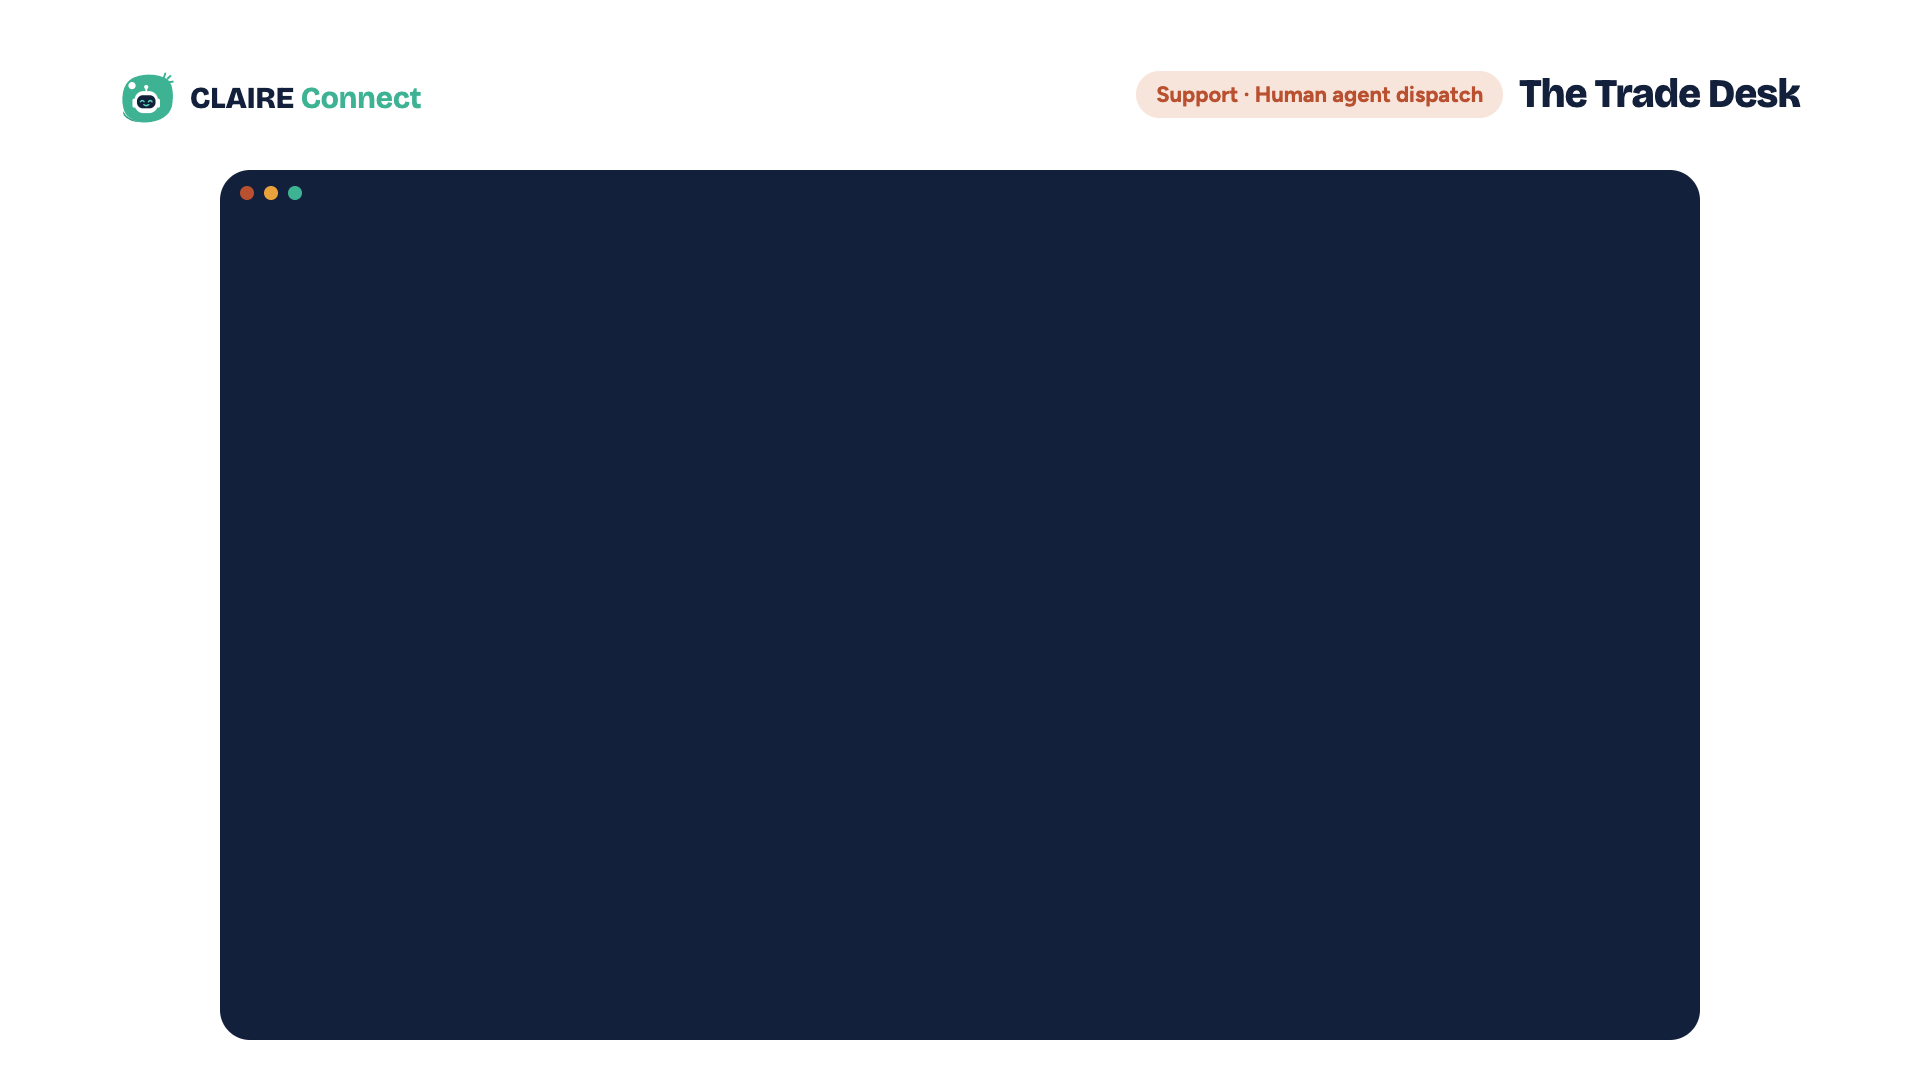 CLAIRE Connect
Support · Human agent dispatch
The Trade Desk